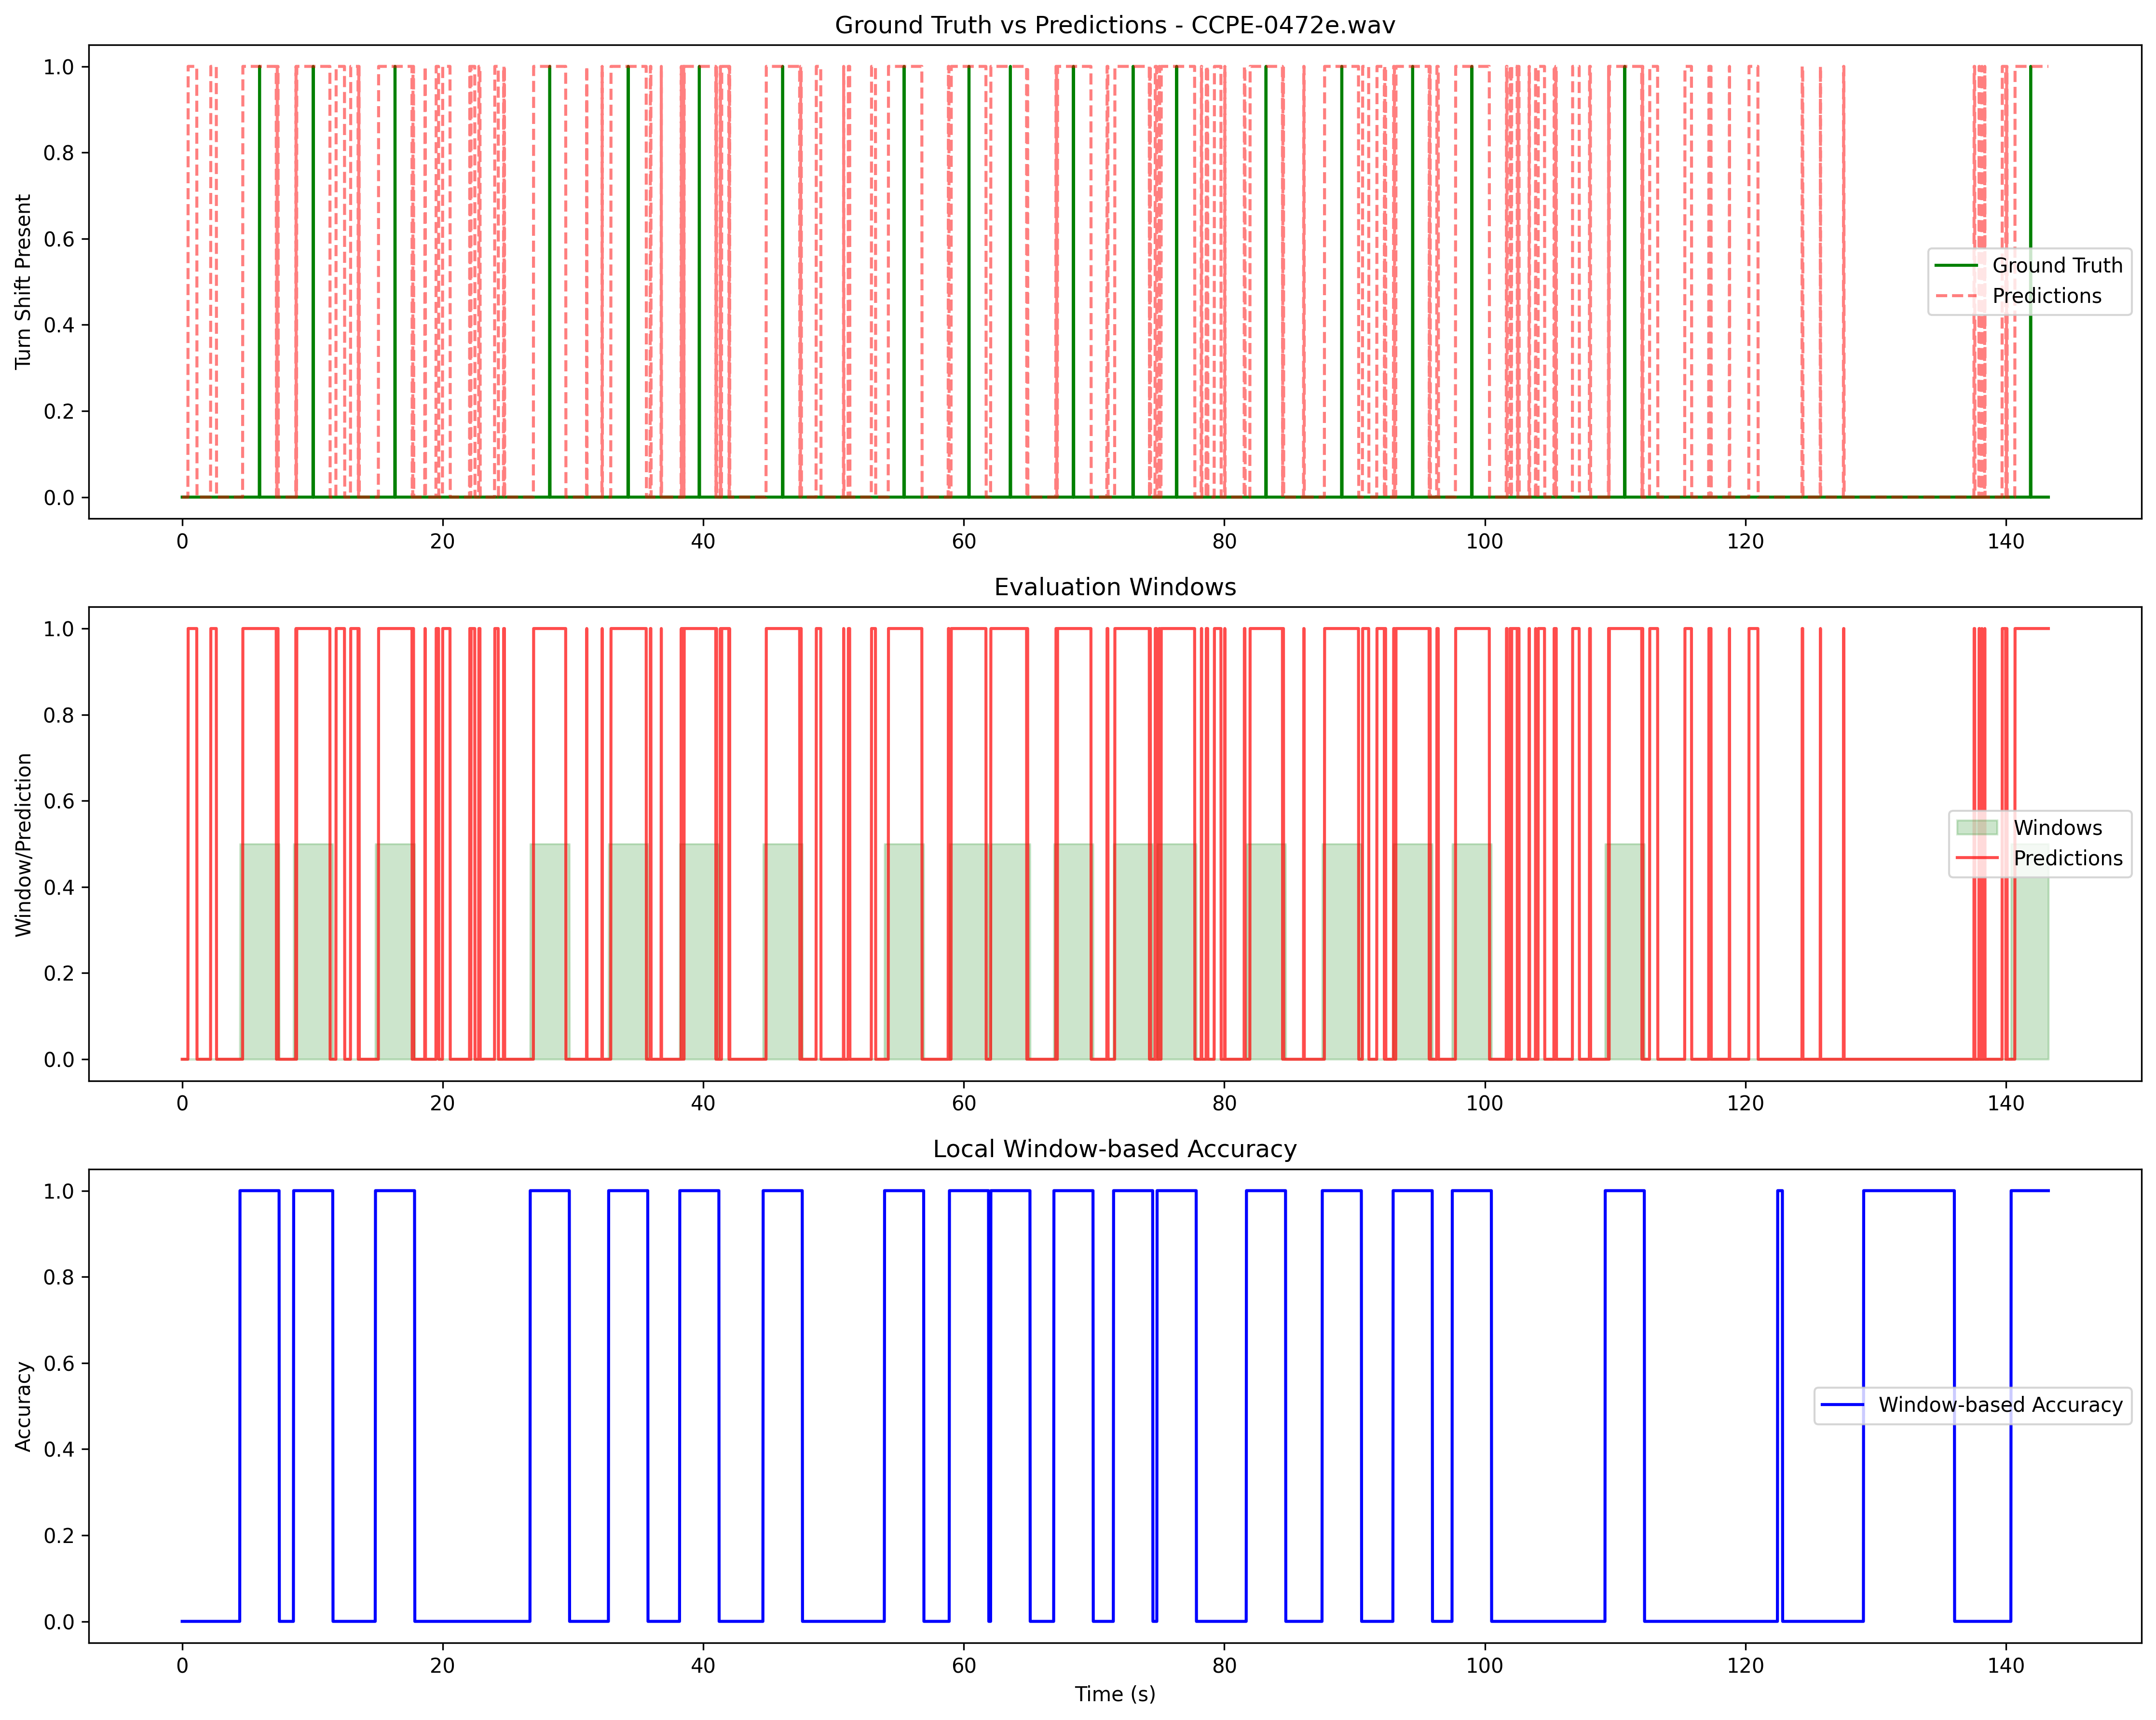 Ground Truth vs Predictions - CCPE-0472e.wav
Turn Shift Present
1.0
0.8
0.6
0.4
0.2
0.0
Ground Truth
Predictions
0 20 40 60 80 100 120 140
Evaluation Windows
Window/Prediction
1.0
0.8
0.6
0.4
0.2
0.0
Windows
Predictions
0 20 40 60 80 100 120 140
Local Window-based Accuracy
Accuracy
1.0
0.8
0.6
0.4
0.2
0.0
Window-based Accuracy
0 20 40 60 80 100 120 140
Time (s)